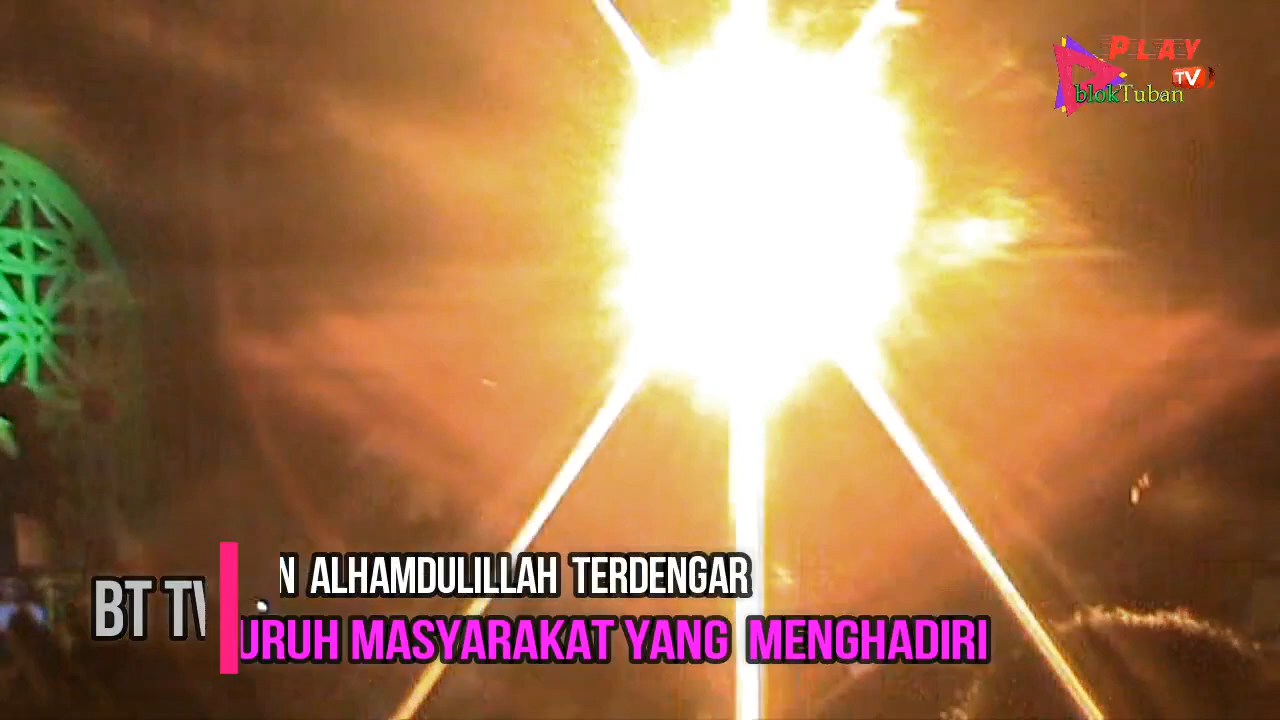 PLAY
TV
blokTuban
BT TV
N ALHAMDULILLAH TERDENGAR
URUH MASYARAKAT YANG MENGHADIRI